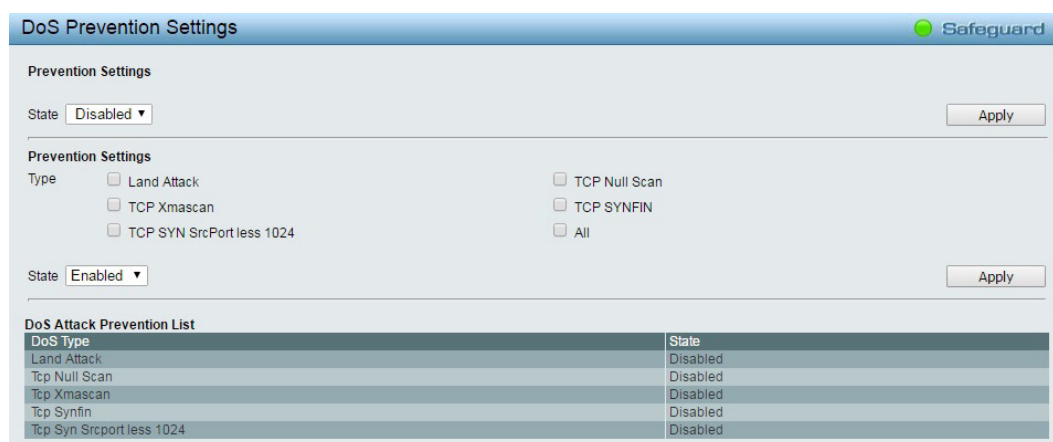 DoS Prevention Settings Safeguard
Prevention Settings
State Disabled Apply
Prevention Settings
Type Land Attack TCP Null Scan
TCP Xmascan TCP SYNFIN
TCP SYN SrcPort less 1024 All
State Enabled Apply
DoS Attack Prevention List
DoS Type State
Land Attack Disabled
Tcp Null Scan Disabled
Tcp Xmascan Disabled
Tcp Synfin Disabled
Tcp Syn Srcport less 1024 Disabled